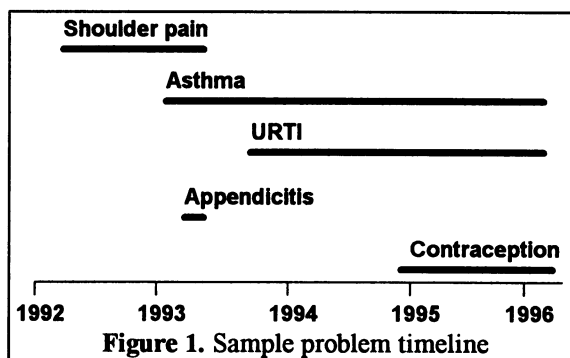 Shoulder pain
Asthma
URTI
Appendicitis
Contraception
1992 1993 1994 1995 1996
Figure 1. Sample problem timeline